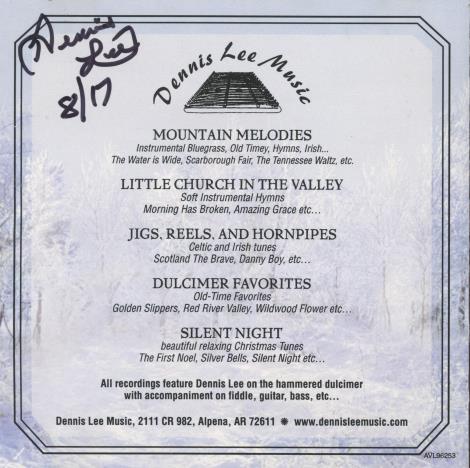 Dennis
Lee
8/17
Dennis Lee Music
MOUNTAIN MELODIES
Instrumental Bluegrass, Old Timey, Hymns, Irish...
The Water is Wide, Scarborough Fair, The Tennessee Waltz, etc.
LITTLE CHURCH IN THE VALLEY
Soft Instrumental Hymns
Morning Has Broken, Amazing Grace etc...
JIGS, REELS, AND HORNPIPES
Celtic and Irish tunes
Scotland The Brave, Danny Boy, etc...
DULCIMER FAVORITES
Old-Time Favorites
Golden Slippers, Red River Valley, Wildwood Flower etc...
SILENT NIGHT
beautiful relaxing Christmas Tunes
The First Noel, Silver Bells, Silent Night etc...
All recordings feature Dennis Lee on the hammered dulcimer
with accompaniment on fiddle, guitar, bass, etc...
Dennis Lee Music, 2111 CR 982, Alpena, AR 72611 ✹ www.dennisleemusic.com
AVL96253